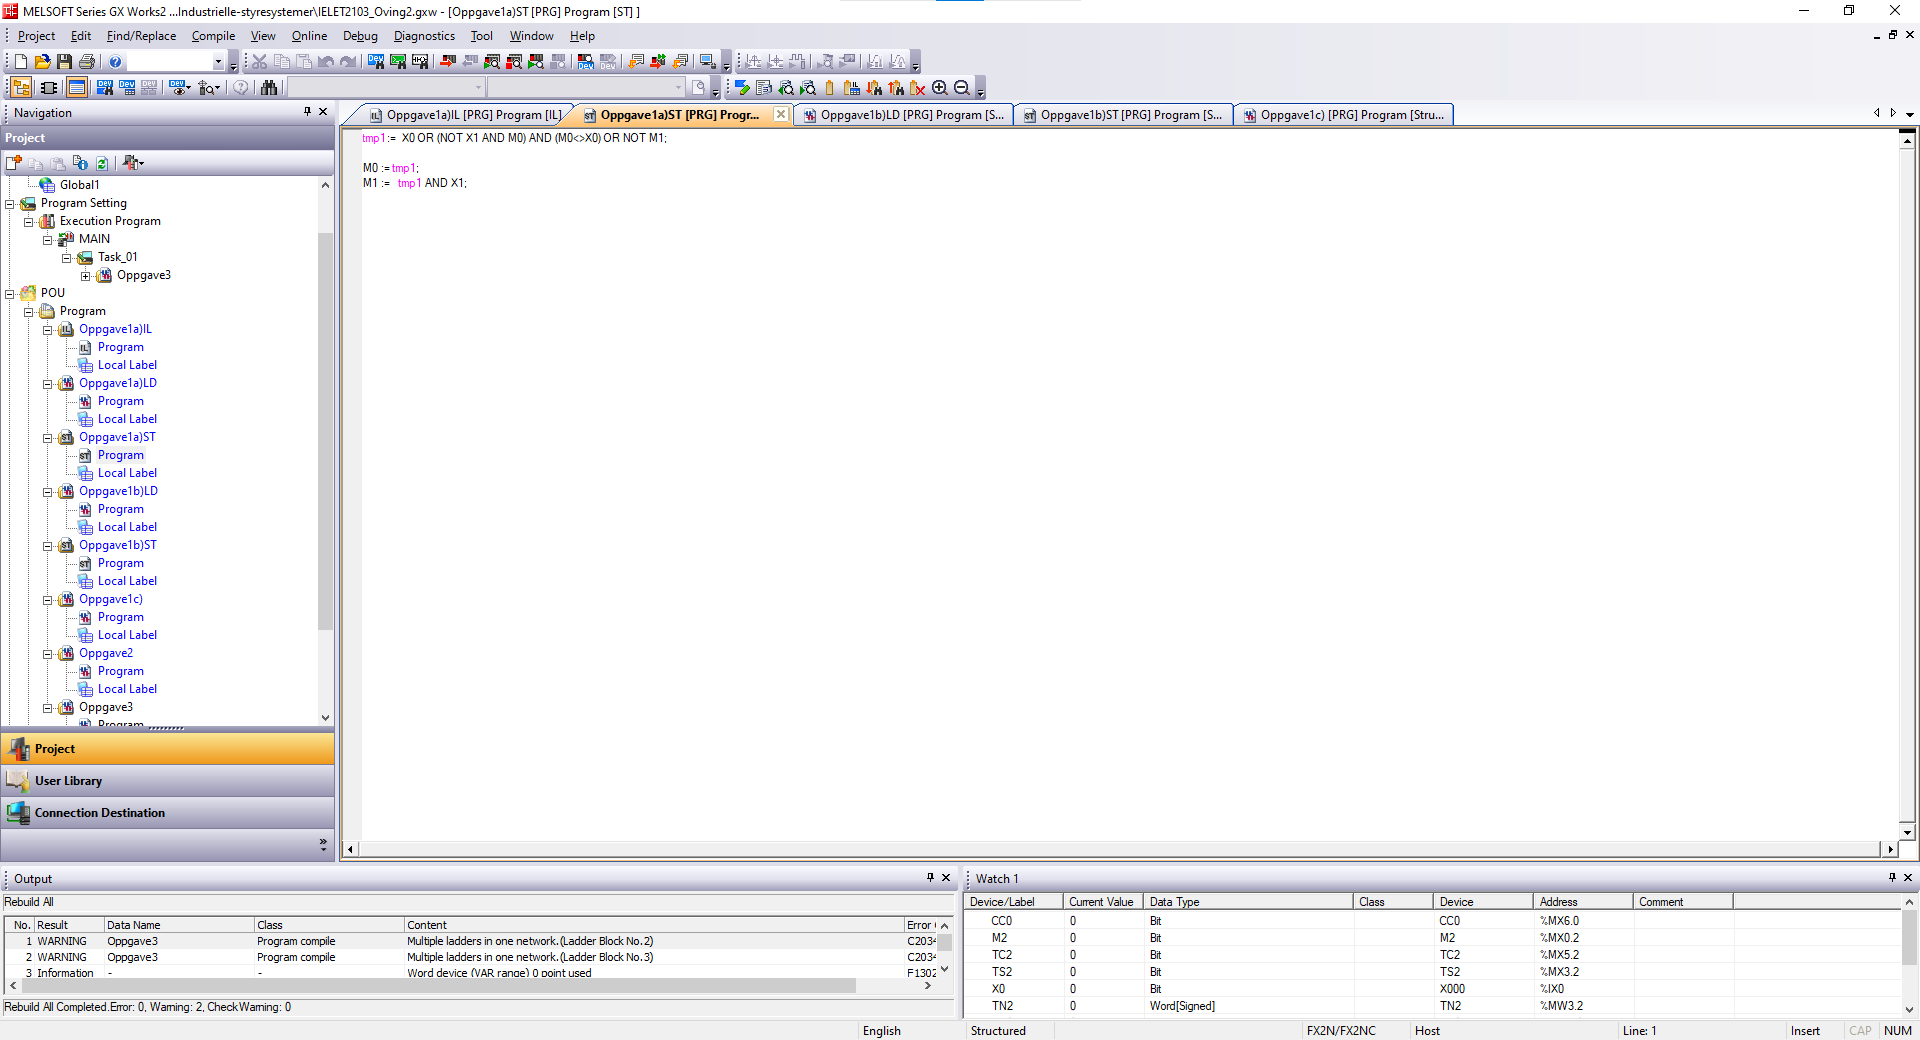 MELSOFT Series GX Works2 ...Industrielle-styresystemer\IELET2103_Oving2.gxw - [Oppgave1a)ST [PRG] Program [ST] ]
Project Edit Find/Replace Compile View Online Debug Diagnostics Tool Window Help
Navigation
Project
Oppgave1a)IL [PRG] Program [IL]
Oppgave1a)ST [PRG] Progr...
Oppgave1b)LD [PRG] Program [S...
Oppgave1b)ST [PRG] Program [S...
Oppgave1c) [PRG] Program [Stru...
tmp1:= X0 OR (NOT X1 AND M0) AND (M0<>X0) OR NOT M1;
M0 := tmp1;
M1 := tmp1 AND X1;
Global1
Program Setting
Execution Program
MAIN
Task_01
Oppgave3
POU
Program
Oppgave1a)IL
Program
Local Label
Oppgave1a)LD
Program
Local Label
Oppgave1a)ST
Program
Local Label
Oppgave1b)LD
Program
Local Label
Oppgave1b)ST
Program
Local Label
Oppgave1c)
Program
Local Label
Oppgave2
Program
Local Label
Oppgave3
Program
Project
User Library
Connection Destination
Output
Rebuild All
No. Result Data Name Class Content Error
1 WARNING Oppgave3 Program compile Multiple ladders in one network.(Ladder Block No.2) C2034
2 WARNING Oppgave3 Program compile Multiple ladders in one network.(Ladder Block No.3) C2034
3 Information - - Word device (VAR range) 0 point used F1302
Rebuild All Completed.Error: 0, Warning: 2, CheckWarning: 0
Watch 1
Device/Label Current Value Data Type Class Device Address Comment
CC0 0 Bit CC0 %MX6.0
M2 0 Bit M2 %MX0.2
TC2 0 Bit TC2 %MX5.2
TS2 0 Bit TS2 %MX3.2
X0 0 Bit X000 %IX0
TN2 0 Word[Signed] TN2 %MW3.2
English Structured FX2N/FX2NC Host Line: 1 Insert CAP NUM